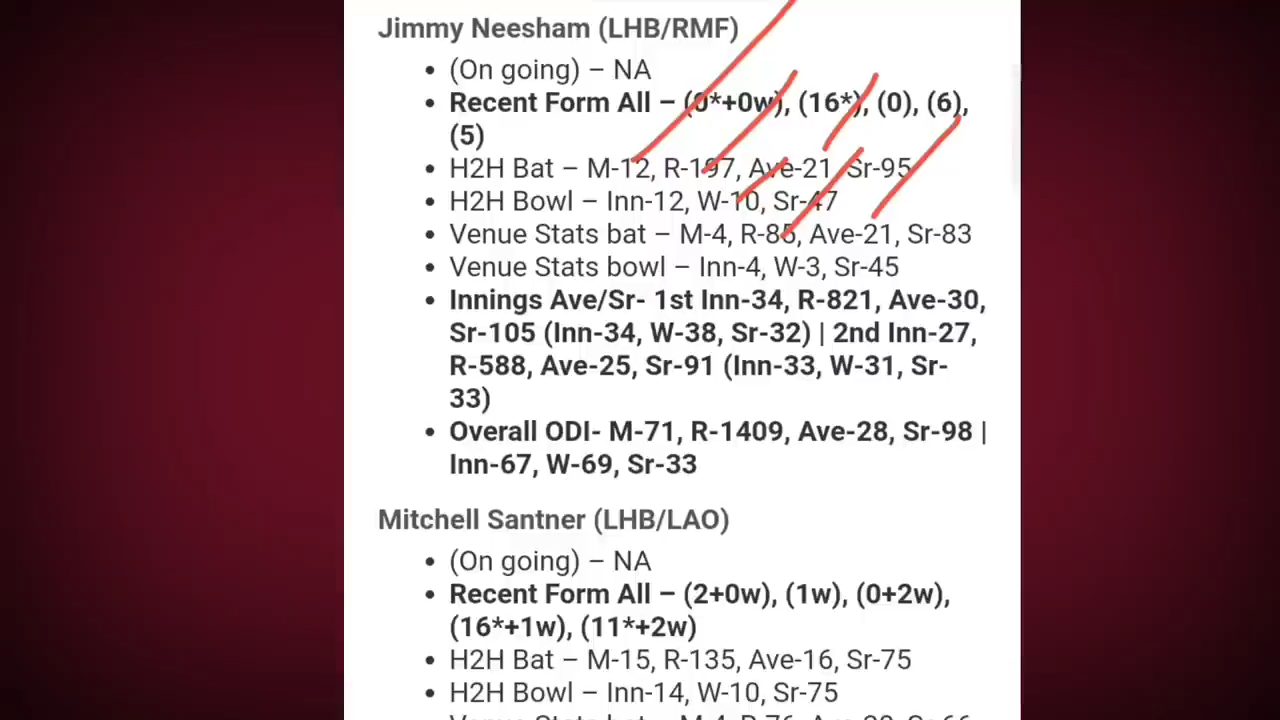 Jimmy Neesham (LHB/RMF)
• (On going) – NA
• Recent Form All – (0*+0w), (16*), (0), (6),
(5)
• H2H Bat – M-12, R-197, Ave-21, Sr-95
• H2H Bowl – Inn-12, W-10, Sr-47
• Venue Stats bat – M-4, R-85, Ave-21, Sr-83
• Venue Stats bowl – Inn-4, W-3, Sr-45
• Innings Ave/Sr- 1st Inn-34, R-821, Ave-30,
Sr-105 (Inn-34, W-38, Sr-32) | 2nd Inn-27,
R-588, Ave-25, Sr-91 (Inn-33, W-31, Sr-
33)
• Overall ODI- M-71, R-1409, Ave-28, Sr-98 |
Inn-67, W-69, Sr-33
Mitchell Santner (LHB/LAO)
• (On going) – NA
• Recent Form All – (2+0w), (1w), (0+2w),
(16*+1w), (11*+2w)
• H2H Bat – M-15, R-135, Ave-16, Sr-75
• H2H Bowl – Inn-14, W-10, Sr-75